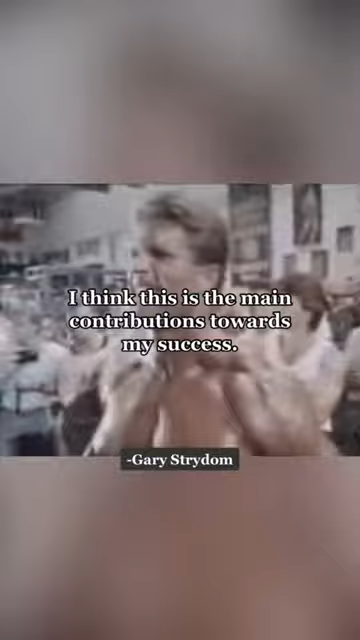 I think this is the main
contributions towards
my success.
-Gary Strydom